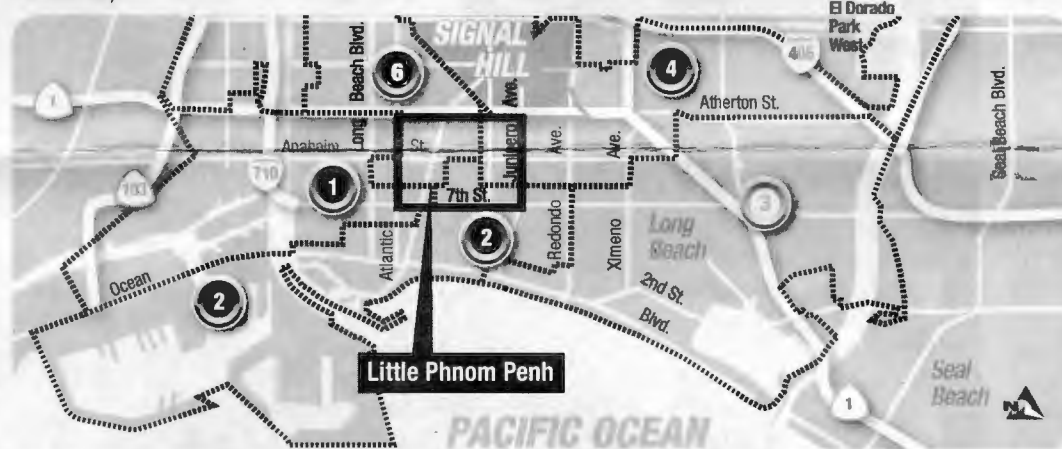 El Dorado
Park
West
SIGNAL
HILL
Long Beach Blvd.
6
4
405
Ave.
Atherton St.
Seal Beach Blvd.
1
Anaheim St.
Junipero
Ave.
Ave.
710
103
1
7th St.
3
2
Redondo
Ximeno
Long
Beach
Atlantic
Ocean
2
2nd St.
Blvd.
Little Phnom Penh
Seal
Beach
1
N
PACIFIC OCEAN